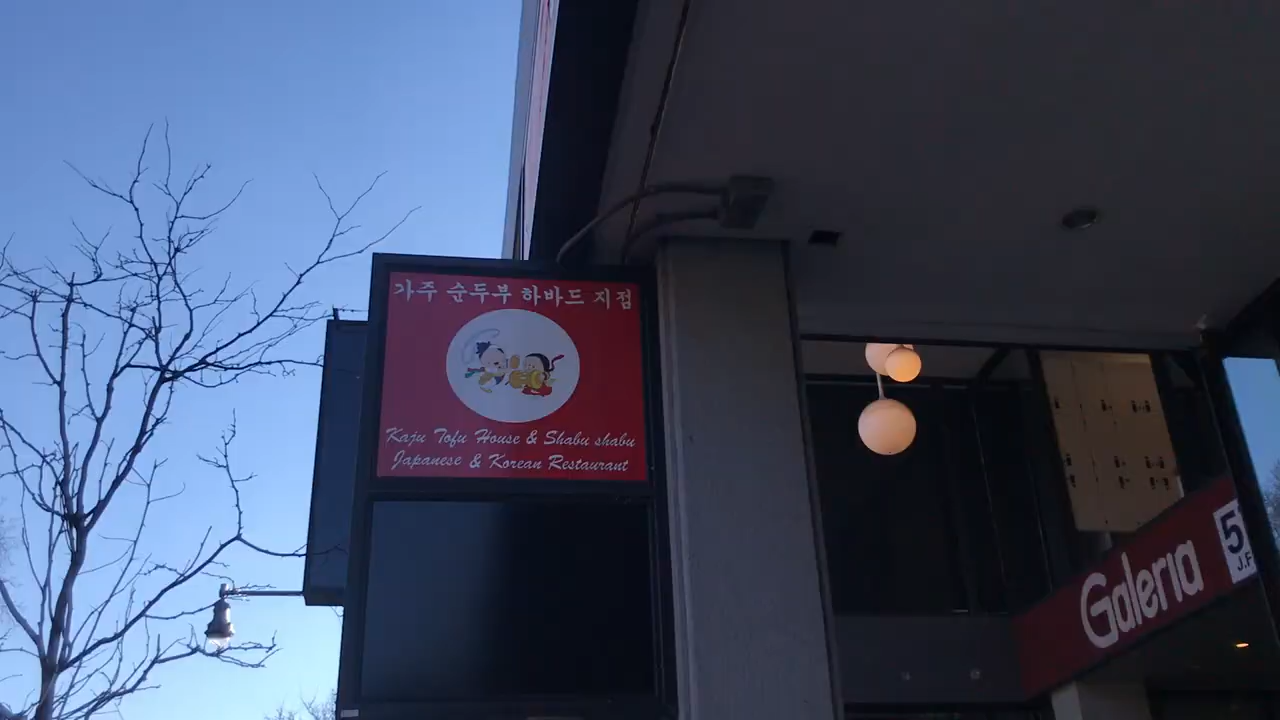 가주 순두부 하바드 지점
Kaju Tofu House & Shabu shabu
Japanese & Korean Restaurant
Galeria
5
J.F